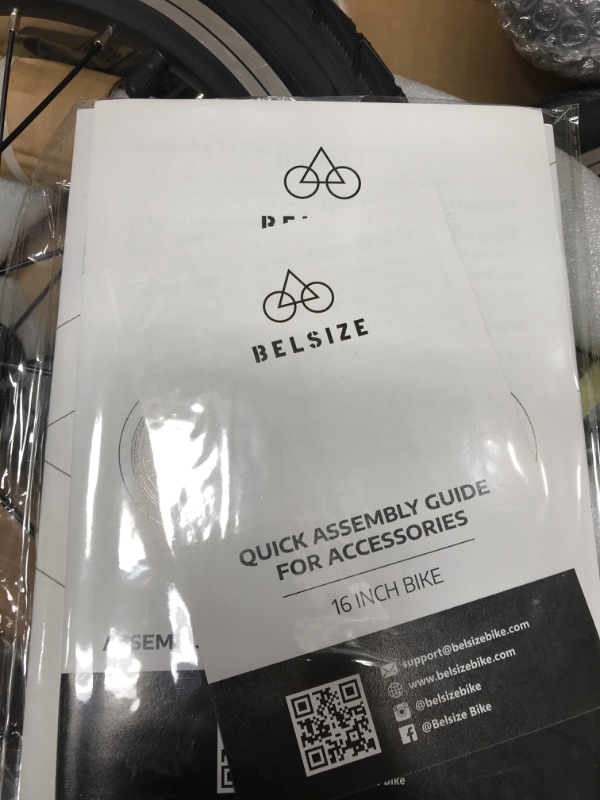 BELSIZE
QUICK ASSEMBLY GUIDE
FOR ACCESSORIES
16 INCH BIKE
support@belsizebike.com
www.belsizebike.com
@belsizebike
@Belsize Bike